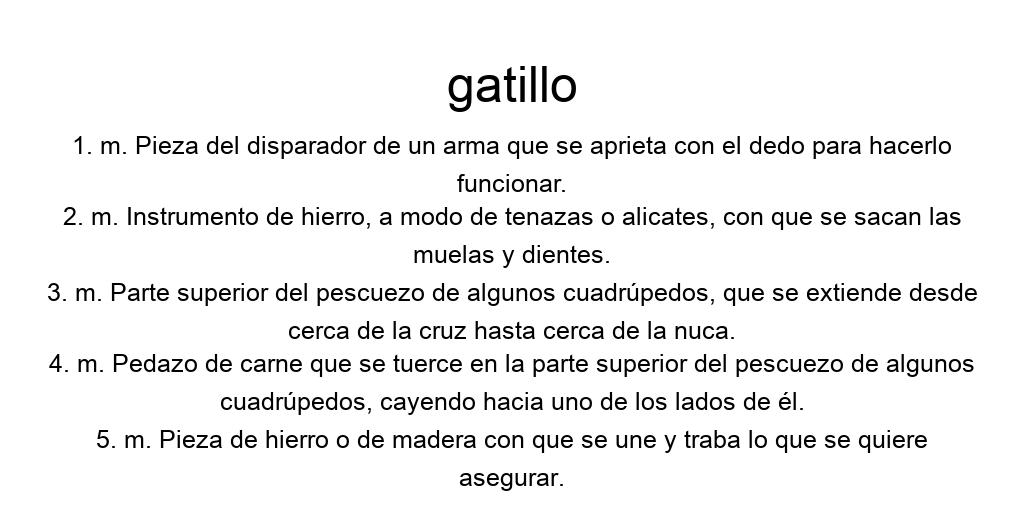 gatillo
1. m. Pieza del disparador de un arma que se aprieta con el dedo para hacerlo
funcionar.
2. m. Instrumento de hierro, a modo de tenazas o alicates, con que se sacan las
muelas y dientes.
3. m. Parte superior del pescuezo de algunos cuadrúpedos, que se extiende desde
cerca de la cruz hasta cerca de la nuca.
4. m. Pedazo de carne que se tuerce en la parte superior del pescuezo de algunos
cuadrúpedos, cayendo hacia uno de los lados de él.
5. m. Pieza de hierro o de madera con que se une y traba lo que se quiere
asegurar.